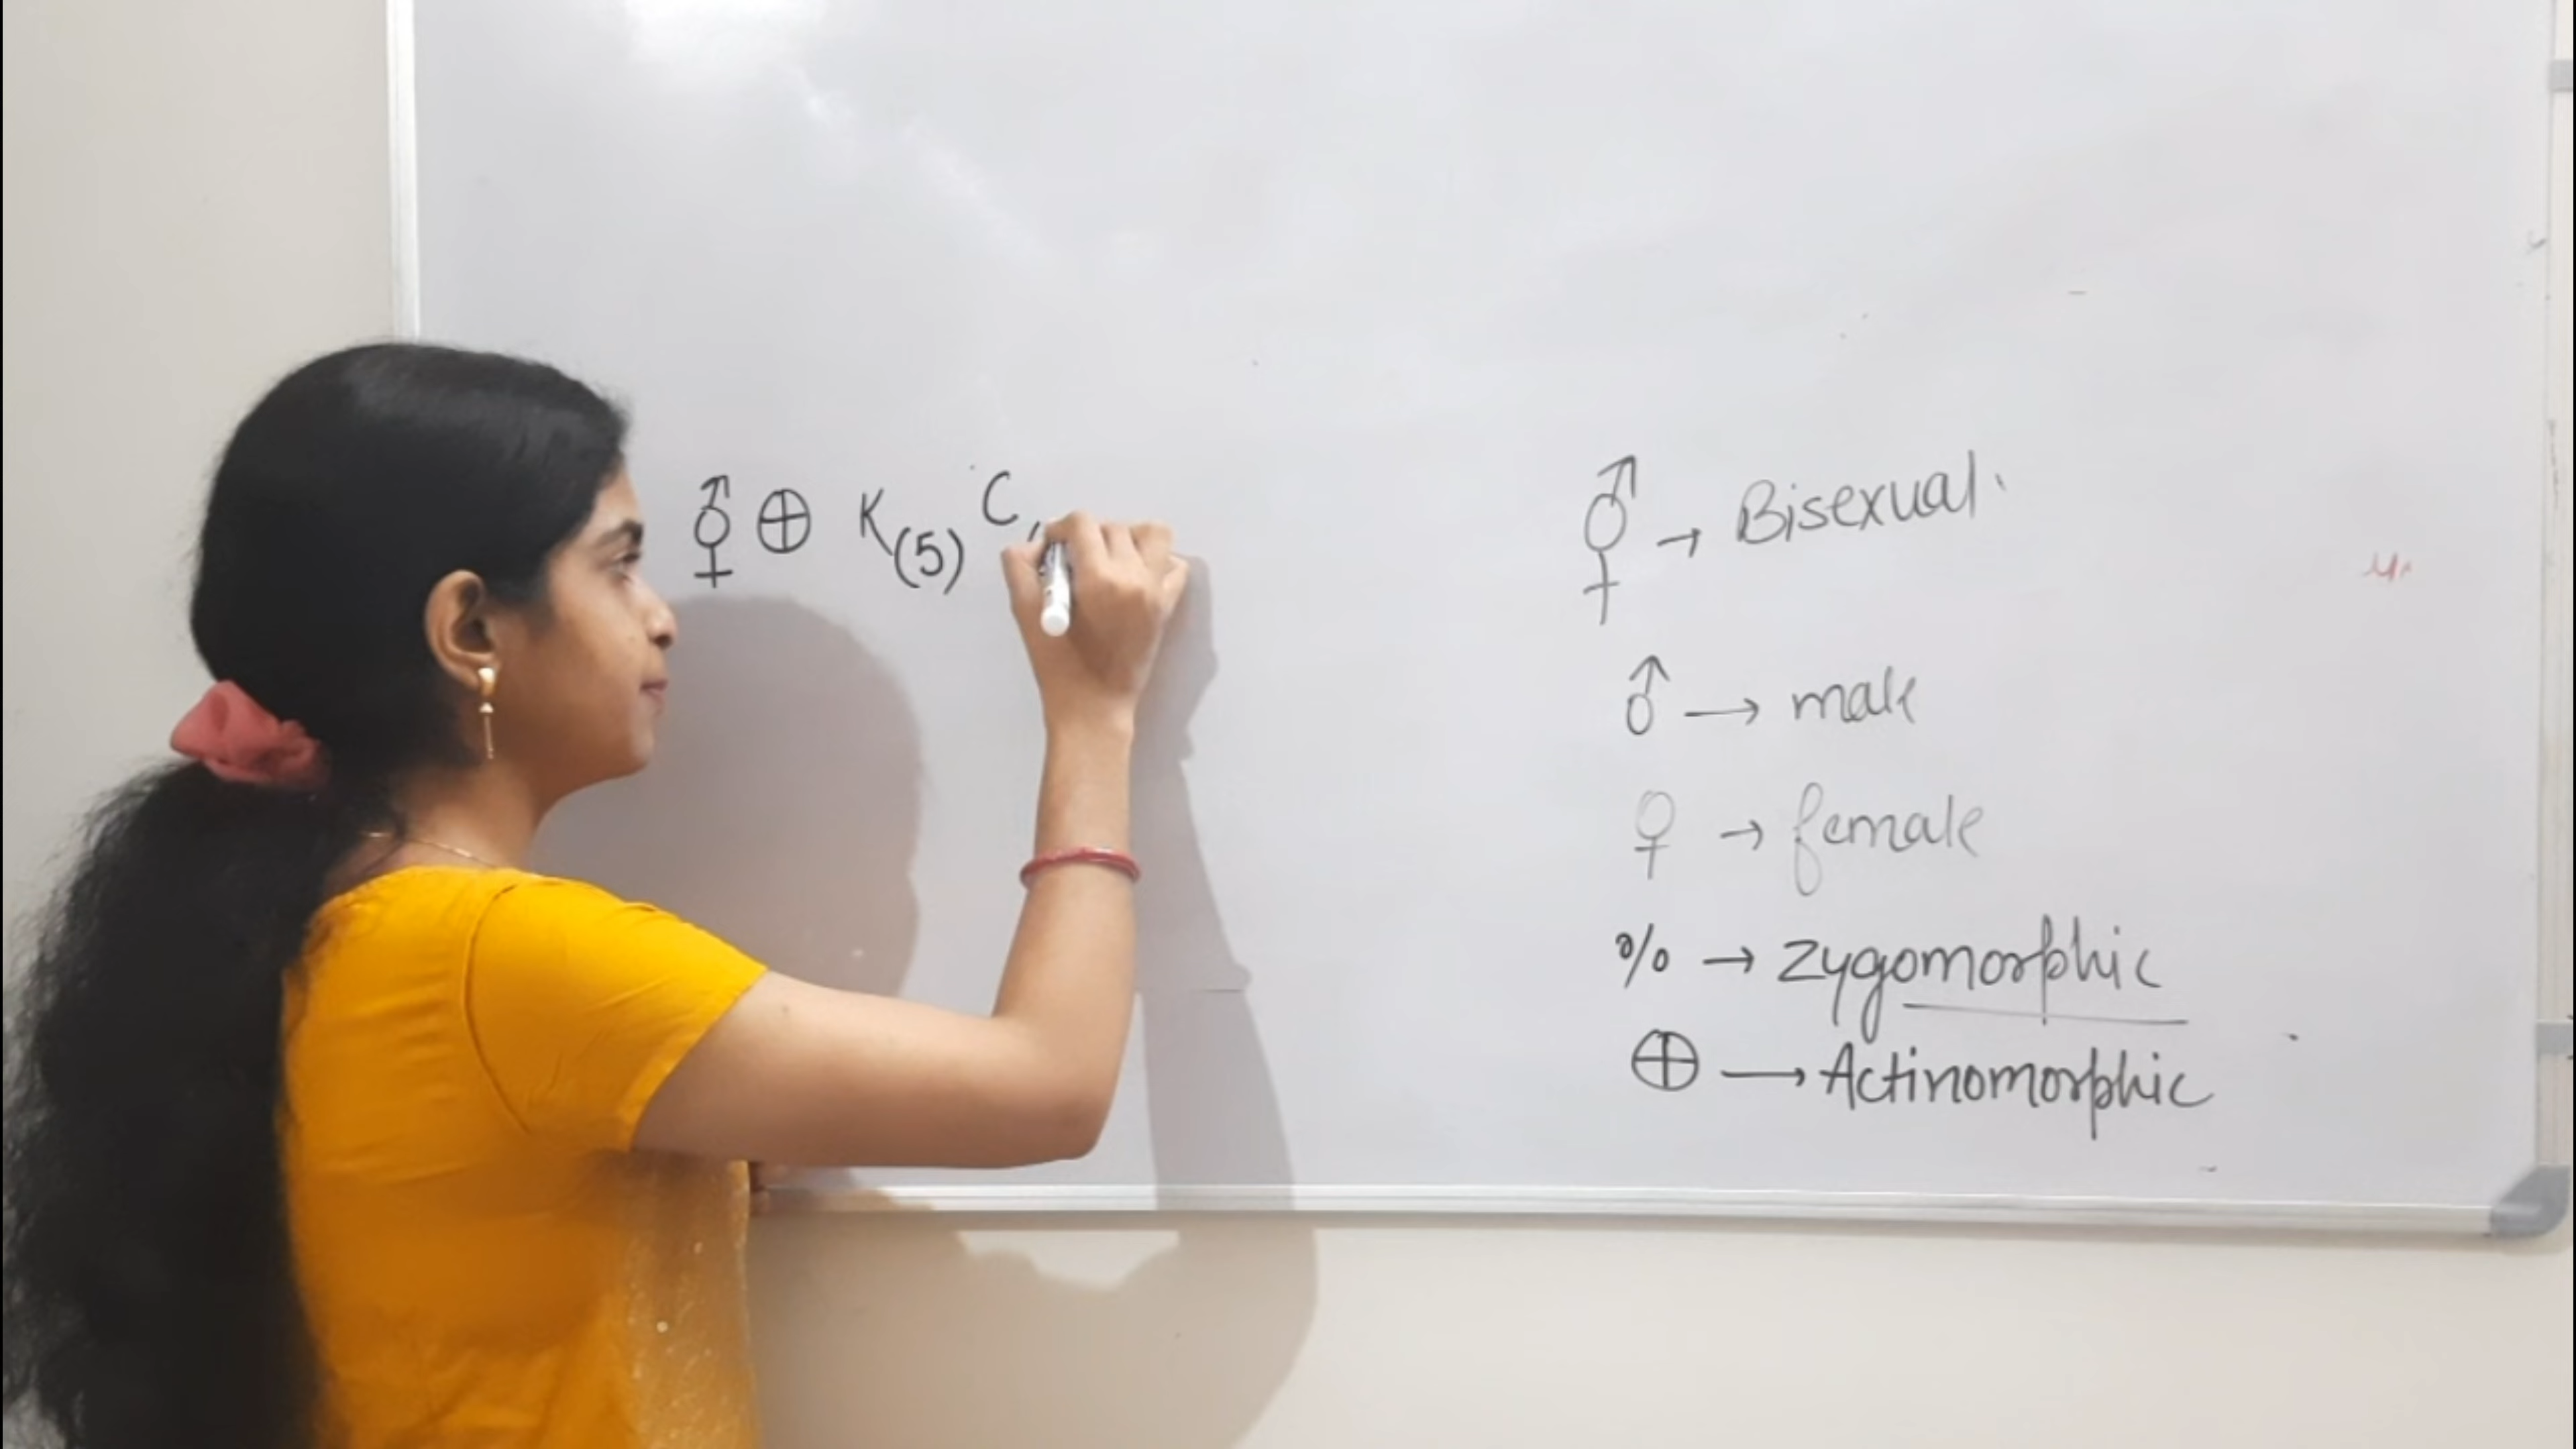 ⚥ ⊕ K(5) C
⚥ → Bisexual.
♂ → male
♀ → female
% → Zygomorphic
⊕ → Actinomorphic